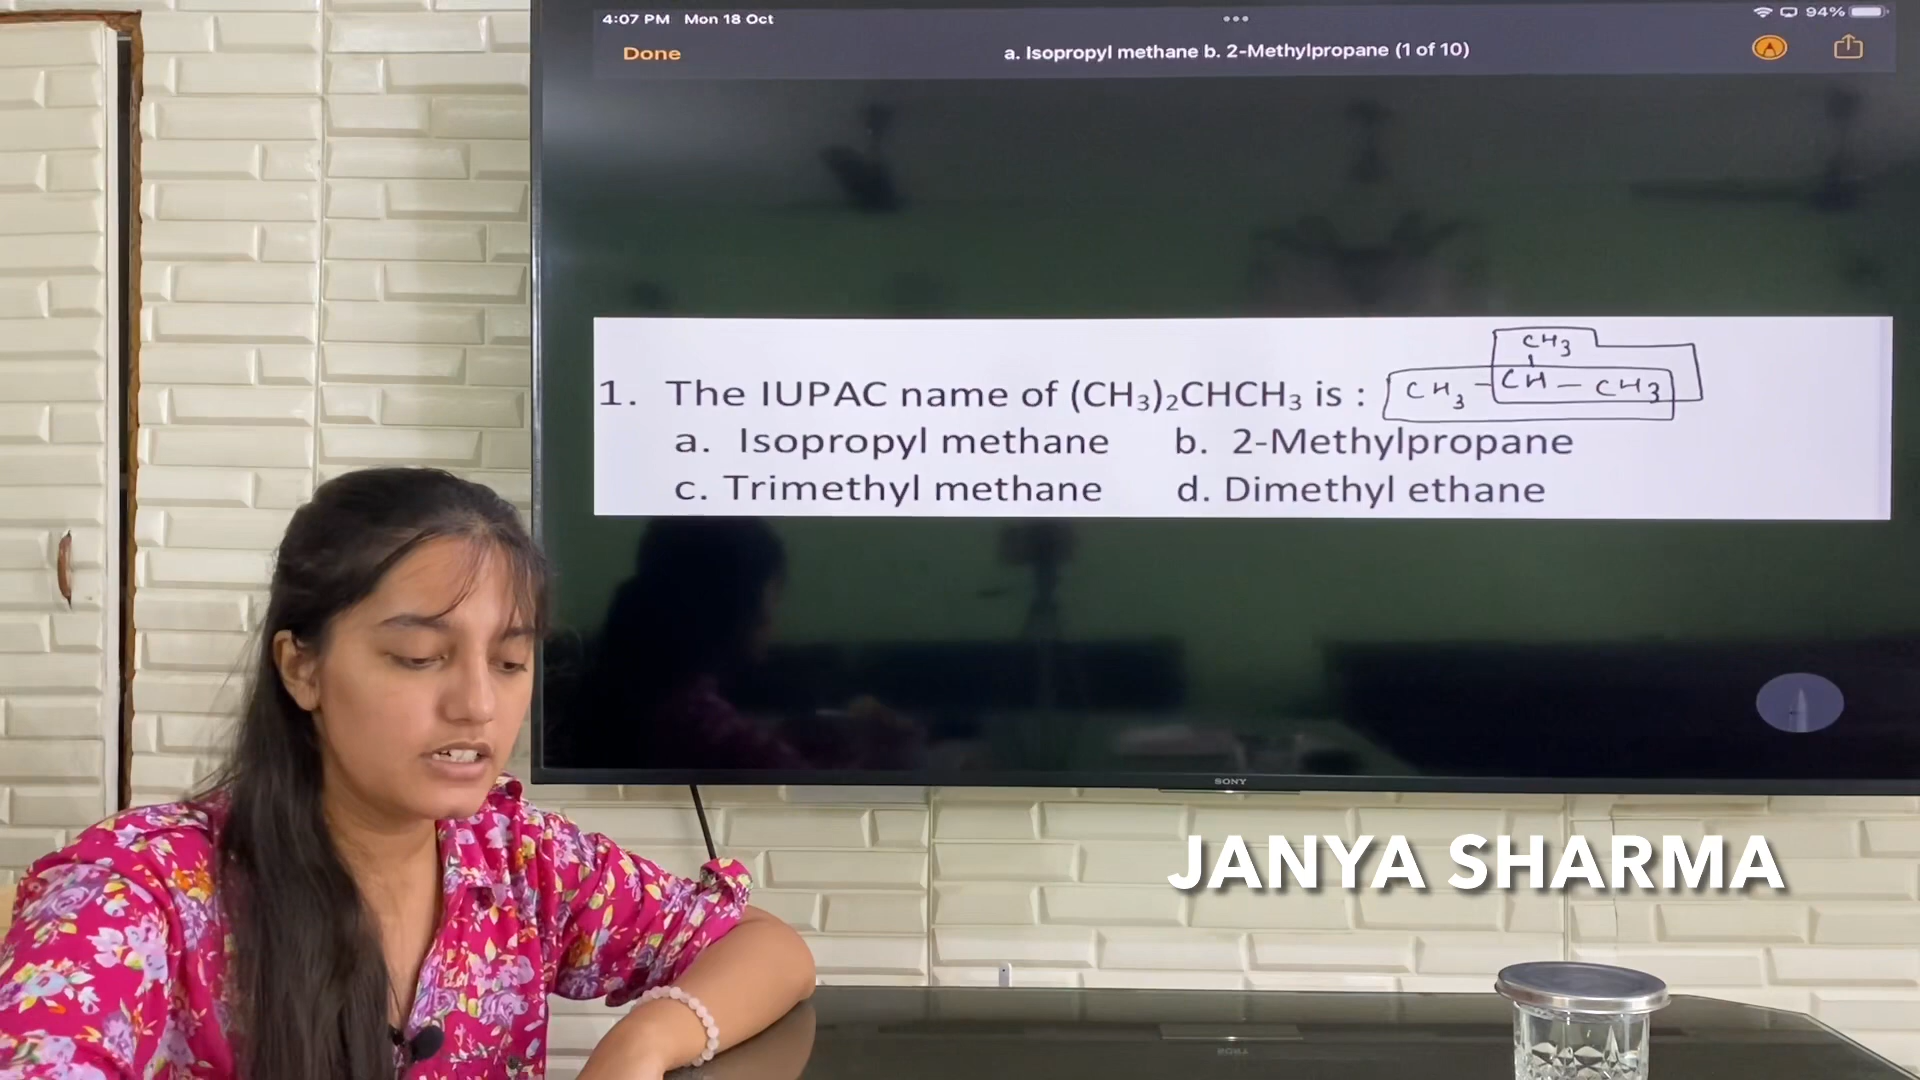 4:07 PM Mon 18 Oct
94%
Done
a. Isopropyl methane b. 2-Methylpropane (1 of 10)
CH₃
1. The IUPAC name of (CH₃)₂CHCH₃ is : CH₃ - CH — CH₃
a. Isopropyl methane b. 2-Methylpropane
c. Trimethyl methane d. Dimethyl ethane
SONY
JANYA SHARMA